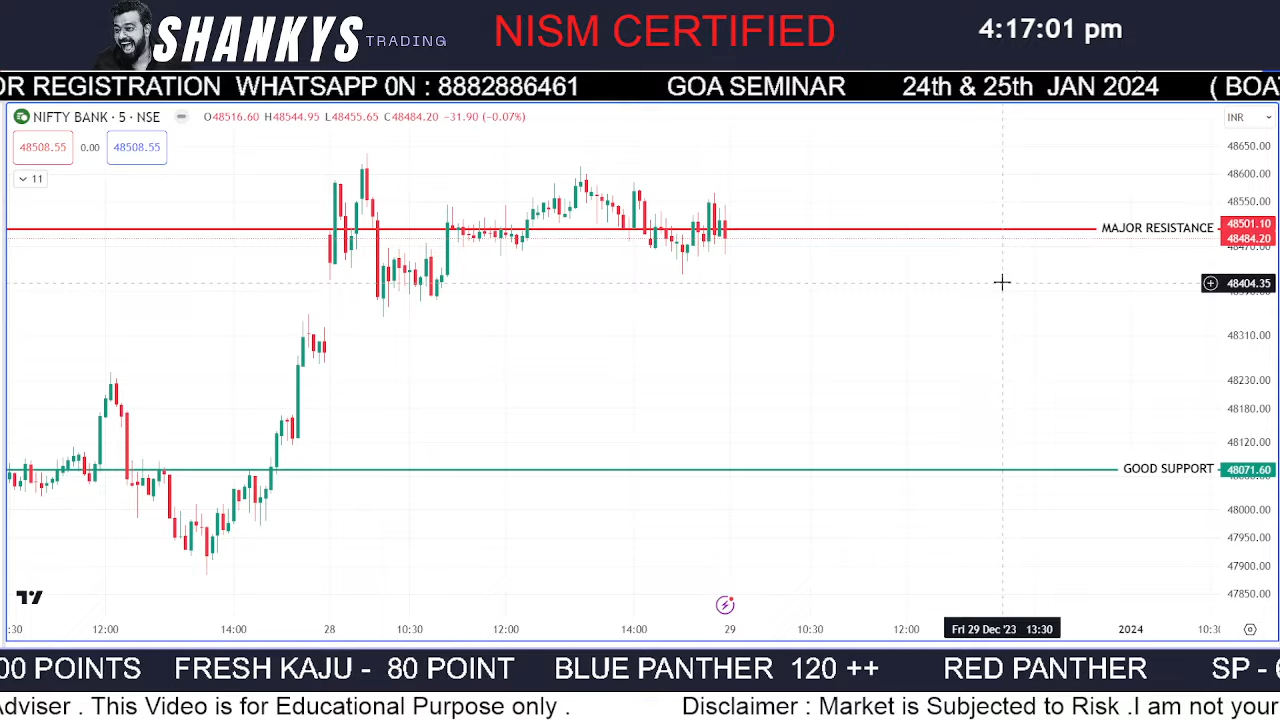 SHANKYS TRADING
NISM CERTIFIED
4:17:01 pm
OR REGISTRATION WHATSAPP 0N : 8882886461 GOA SEMINAR 24th & 25th JAN 2024 ( BOA
NIFTY BANK · 5 · NSE O48516.60 H48544.95 L48455.65 C48484.20 -31.90 (-0.07%)
INR
48508.55 0.00 48508.55
11
48650.00
48600.00
48550.00
MAJOR RESISTANCE 48501.10
48484.20
48470.00
48404.35
48310.00
48230.00
48180.00
48120.00
GOOD SUPPORT 48071.60
48000.00
47950.00
47900.00
47850.00
:30 12:00 14:00 28 10:30 12:00 14:00 29 10:30 12:00 Fri 29 Dec '23 13:30 2024 10:30
00 POINTS FRESH KAJU - 80 POINT BLUE PANTHER 120 ++ RED PANTHER SP - 6
Adviser . This Video is for Educational Purpose only . Disclaimer : Market is Subjected to Risk .I am not your